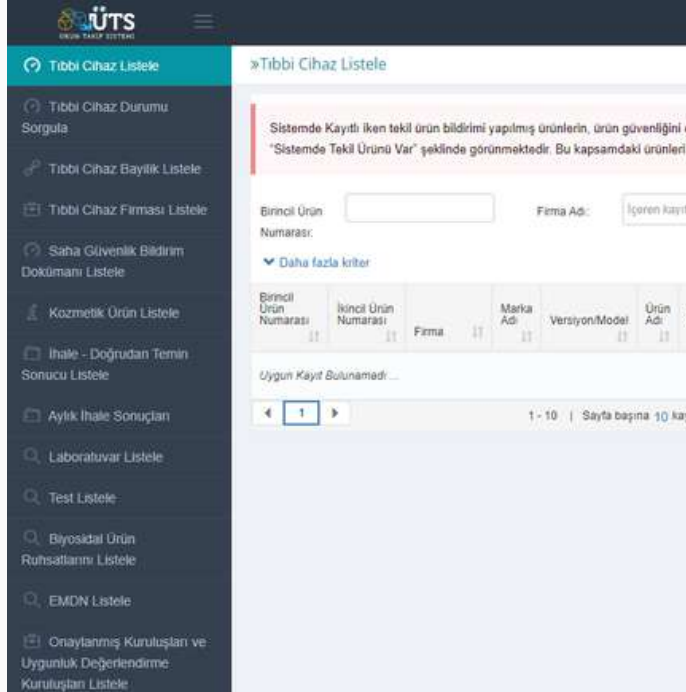 ÜTS
ÜRÜN TAKİP SİSTEMİ
Tıbbi Cihaz Listele
Tıbbi Cihaz Durumu
Sorgula
Tıbbi Cihaz Bayilik Listele
Tıbbi Cihaz Firması Listele
Saha Güvenlik Bildirim
Dokümanı Listele
Kozmetik Ürün Listele
İhale - Doğrudan Temin
Sonucu Listele
Aylık İhale Sonuçları
Laboratuvar Listele
Test Listele
Biyosidal Ürün
Ruhsatlarını Listele
EMDN Listele
Onaylanmış Kuruluşları ve
Uygunluk Değerlendirme
Kuruluşları Listele
»Tıbbi Cihaz Listele
Sistemde Kayıtlı iken tekil ürün bildirimi yapılmış ürünlerin, ürün güvenliğini
"Sistemde Tekil Ürünü Var" şeklinde görünmektedir. Bu kapsamdaki ürünleri
Birincil Ürün
Numarası:
Firma Adı:
İçeren kayıt
Daha fazla kriter
Birincil
Ürün
Numarası
İkincil Ürün
Numarası
Firma
Marka
Adı
Versiyon/Model
Ürün
Adı
Uygun Kayıt Bulunamadı ...
1
1 - 10 | Sayfa başına 10 kay